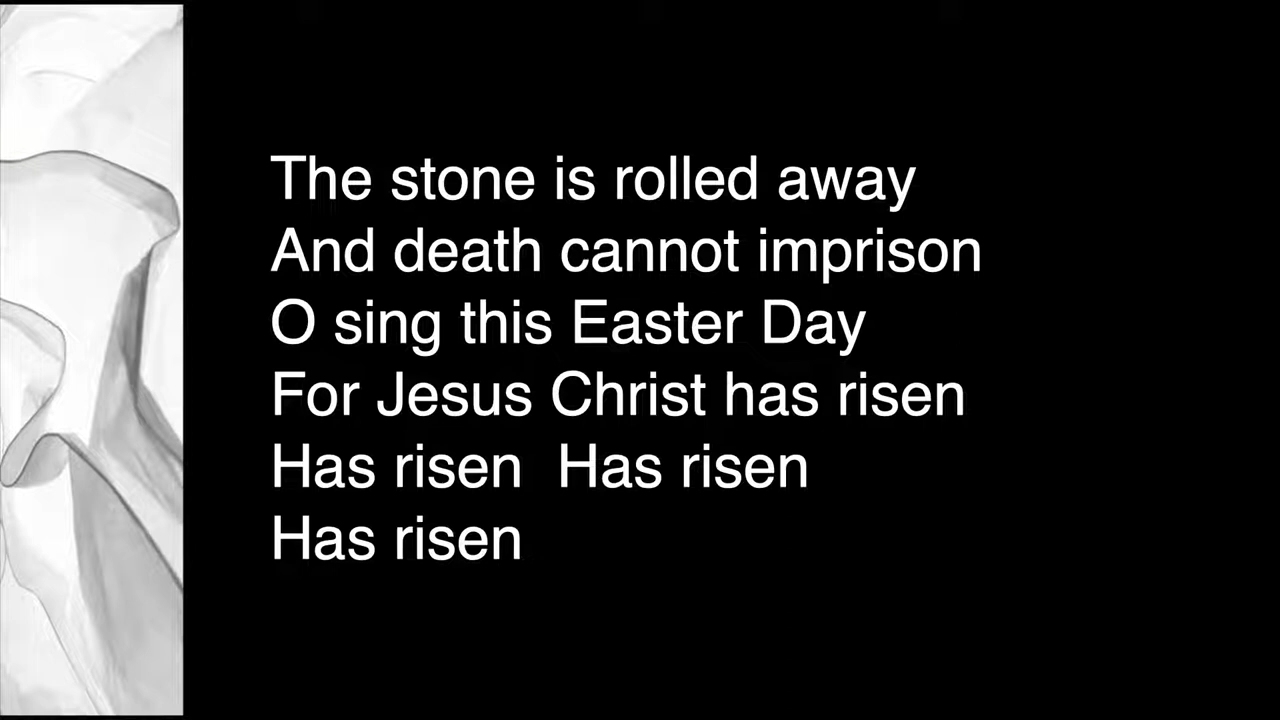 The stone is rolled away
And death cannot imprison
O sing this Easter Day
For Jesus Christ has risen
Has risen  Has risen
Has risen